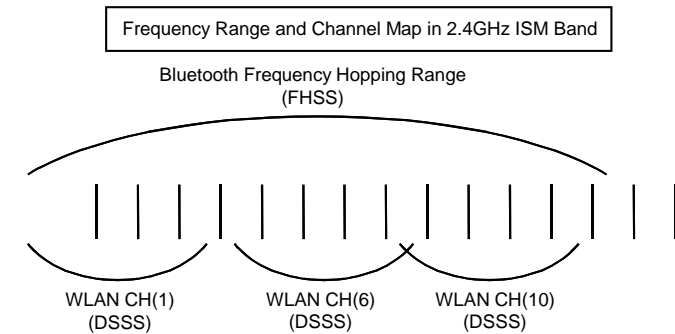 Frequency Range and Channel Map in 2.4GHz ISM Band
Bluetooth Frequency Hopping Range
(FHSS)
WLAN CH(1)
(DSSS)
WLAN CH(6)
(DSSS)
WLAN CH(10)
(DSSS)